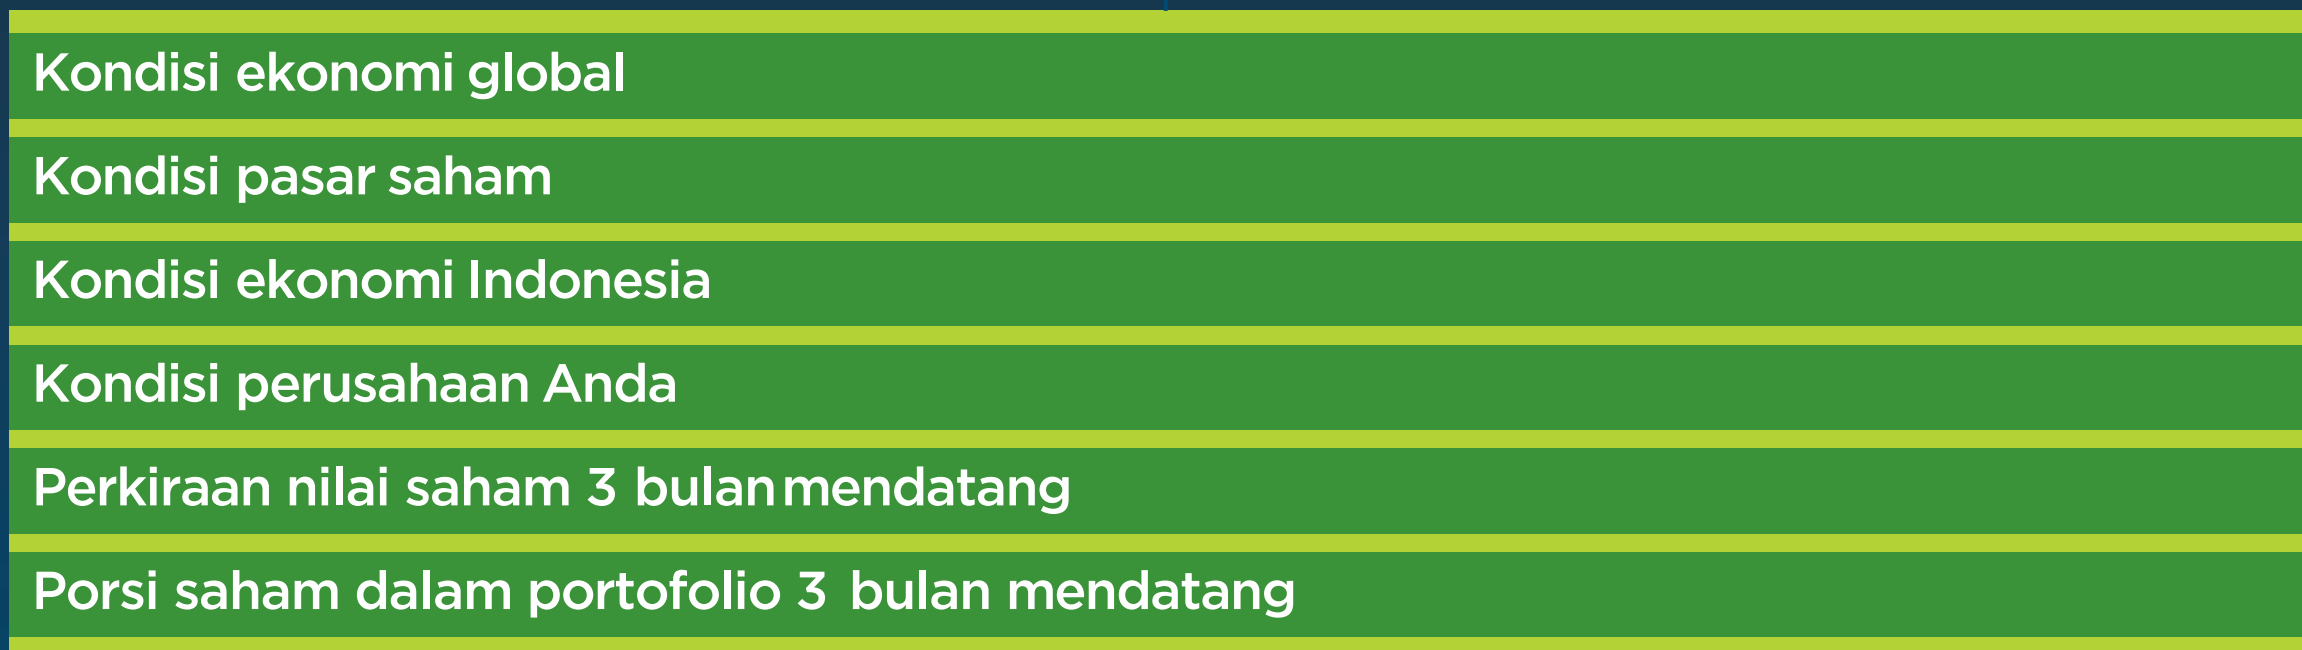 Kondisi ekonomi global
Kondisi pasar saham
Kondisi ekonomi Indonesia
Kondisi perusahaan Anda
Perkiraan nilai saham 3 bulan mendatang
Porsi saham dalam portofolio 3 bulan mendatang